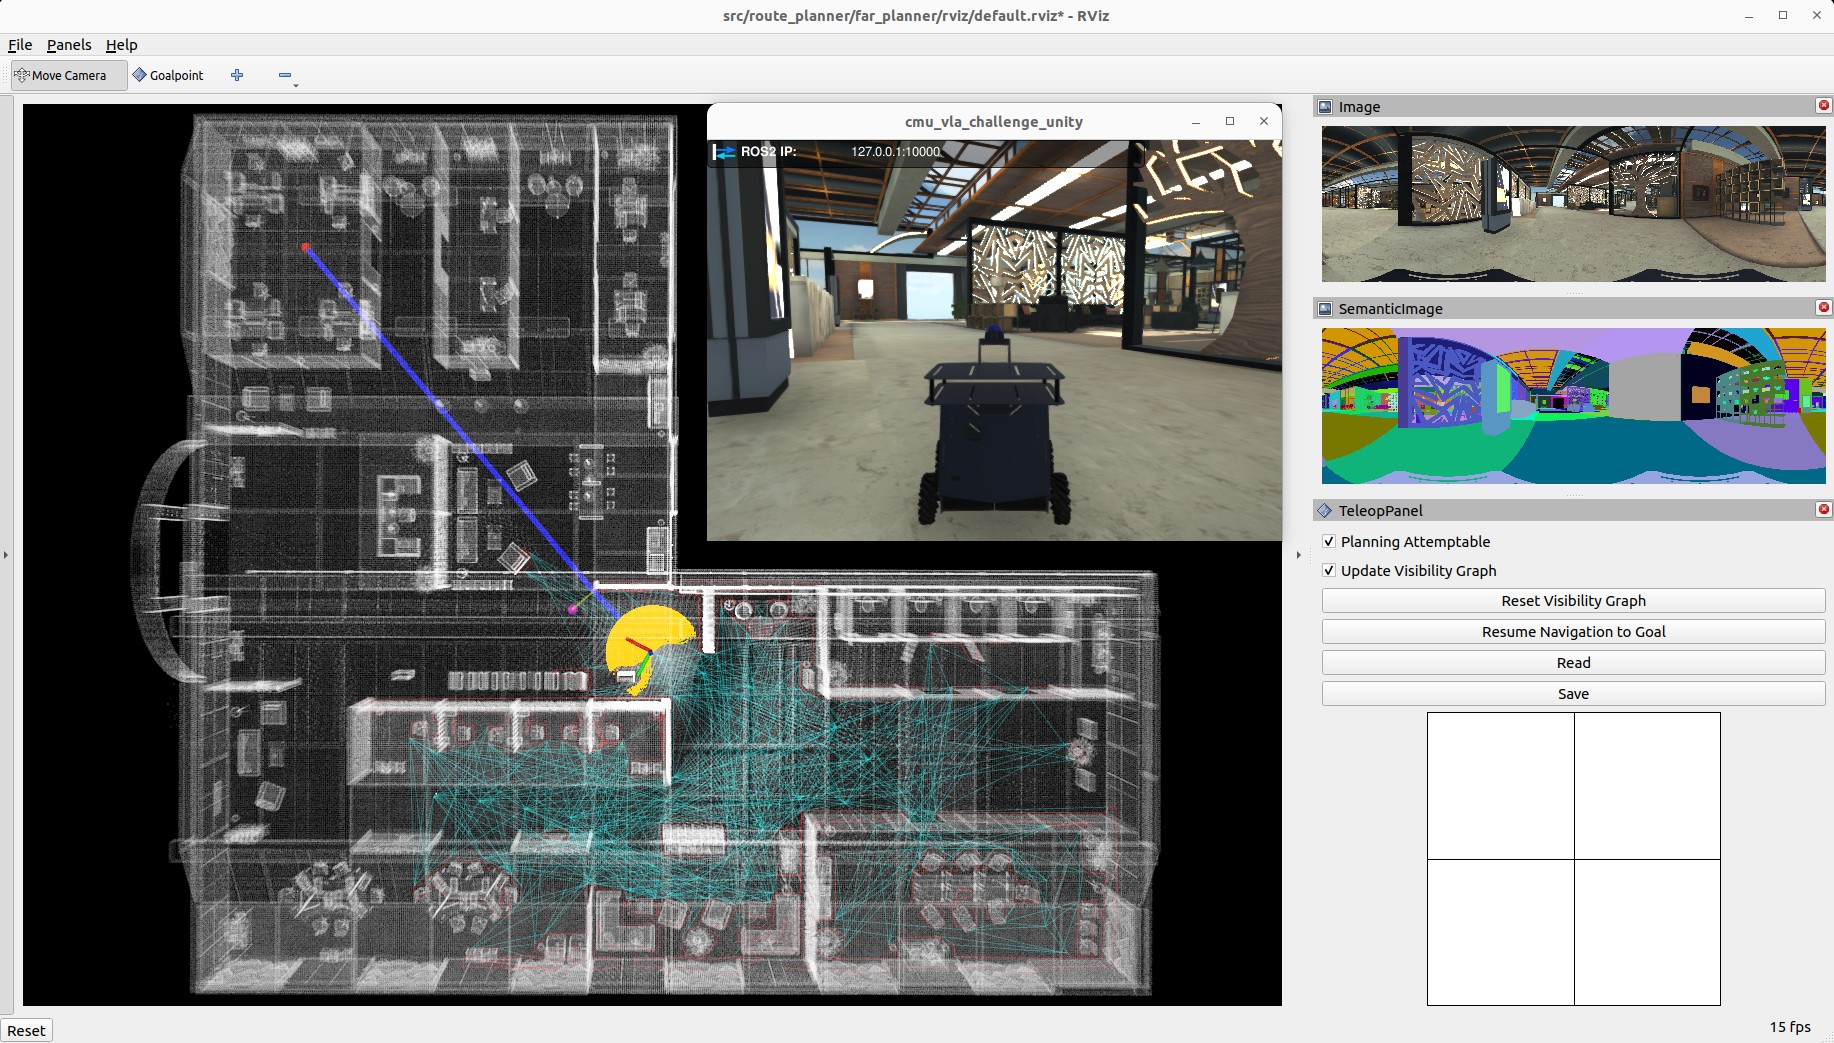 src/route_planner/far_planner/rviz/default.rviz* - RViz
File Panels Help
Move Camera Goalpoint
cmu_vla_challenge_unity
ROS2 IP: 127.0.0.1:10000
Image
SemanticImage
TeleopPanel
Planning Attemptable
Update Visibility Graph
Reset Visibility Graph
Resume Navigation to Goal
Read
Save
Reset
15 fps